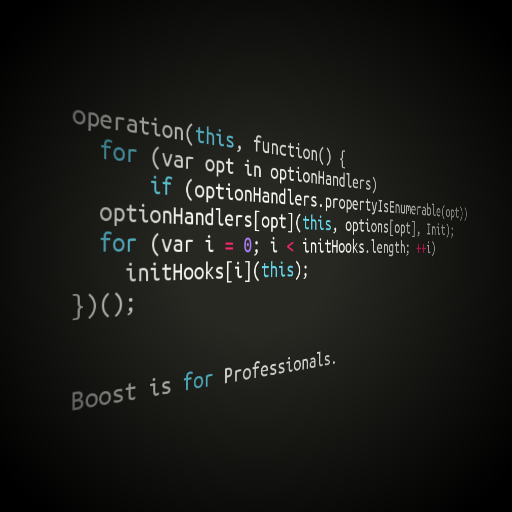 operation(this, function() {
for (var opt in optionHandlers)
if (optionHandlers.propertyIsEnumerable(opt))
optionHandlers[opt](this, options[opt], Init);
for (var i = 0; i < initHooks.length; ++i)
initHooks[i](this);
})();
Boost is for Professionals.